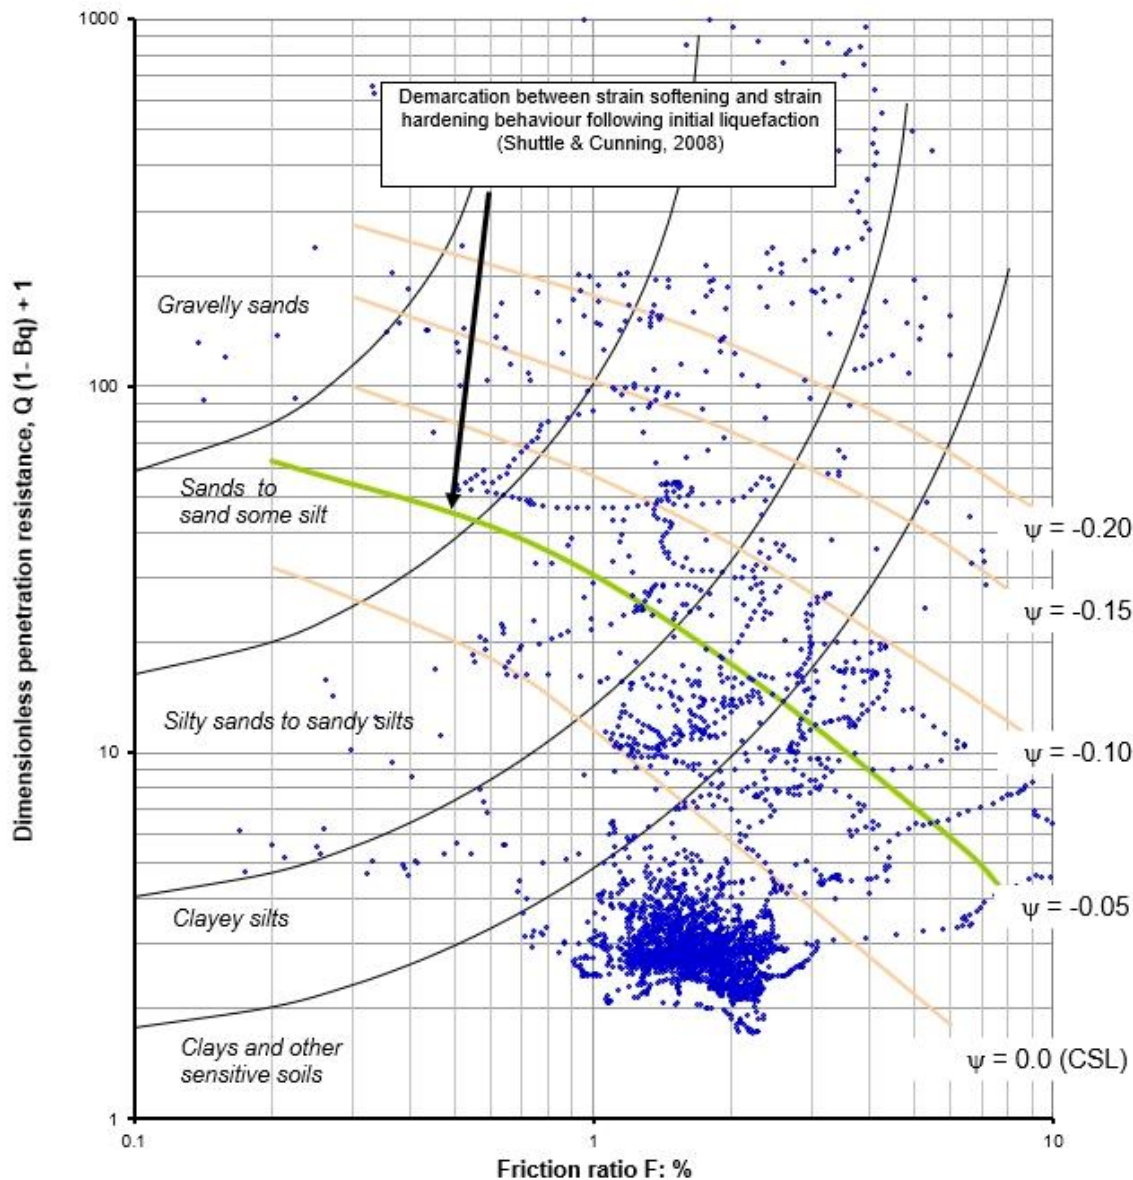 1000
Demarcation between strain softening and strain
hardening behaviour following initial liquefaction
(Shuttle & Cunning, 2008)
Dimensionless penetration resistance, Q (1- Bq) + 1
Gravelly sands
100
Sands to
sand some silt
ψ = -0.20
ψ = -0.15
Silty sands to sandy silts
10
ψ = -0.10
Clayey silts
ψ = -0.05
Clays and other
sensitive soils
ψ = 0.0 (CSL)
1
0.1
1
10
Friction ratio F: %